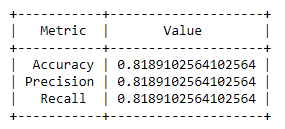 +-----------+--------------------+
|   Metric  |       Value        |
+-----------+--------------------+
|  Accuracy | 0.8189102564102564 |
| Precision | 0.8189102564102564 |
|   Recall  | 0.8189102564102564 |
+-----------+--------------------+